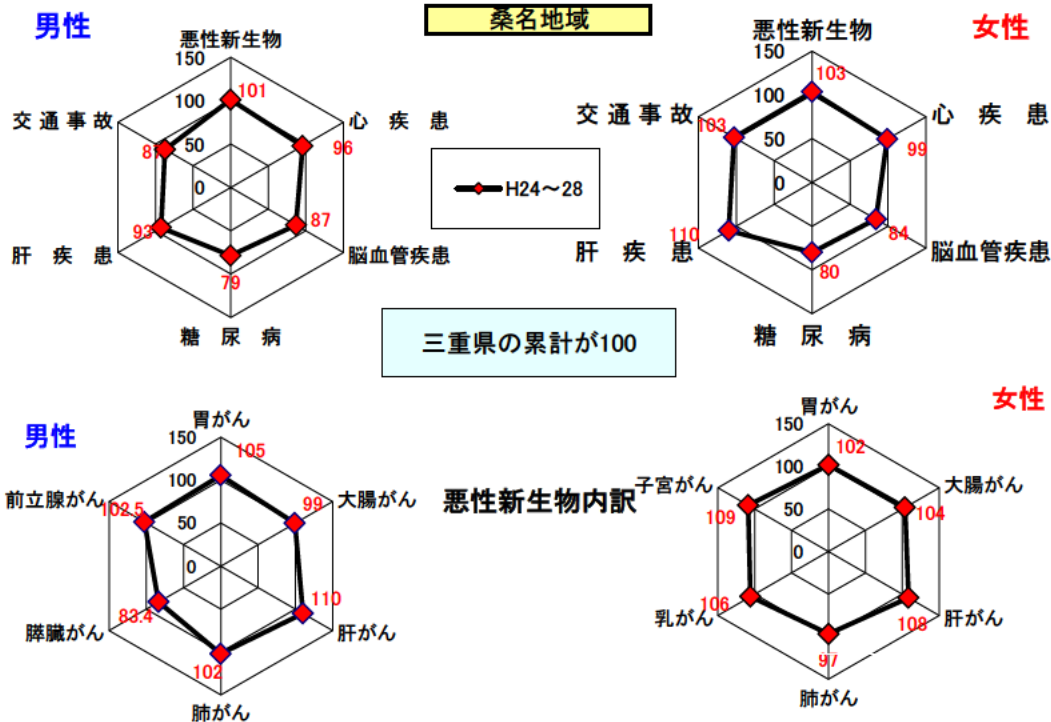 桑名地域
男性
悪性新生物
150
100
50
0
101
心 疾 患
96
87
脳血管疾患
79
糖 尿 病
93
肝 疾 患
87
交 通 事 故
H24～28
女性
悪性新生物
150
100
50
0
103
心 疾 患
99
84
脳血管疾患
80
糖 尿 病
110
肝 疾 患
103
交 通 事 故
三重県の累計が100
悪性新生物内訳
男性
胃がん
150
100
50
0
105
大腸がん
99
110
肝がん
102
肺がん
83.4
膵臓がん
102.5
前立腺がん
女性
胃がん
150
100
50
0
102
大腸がん
104
108
肝がん
97
肺がん
106
乳がん
109
子宮がん